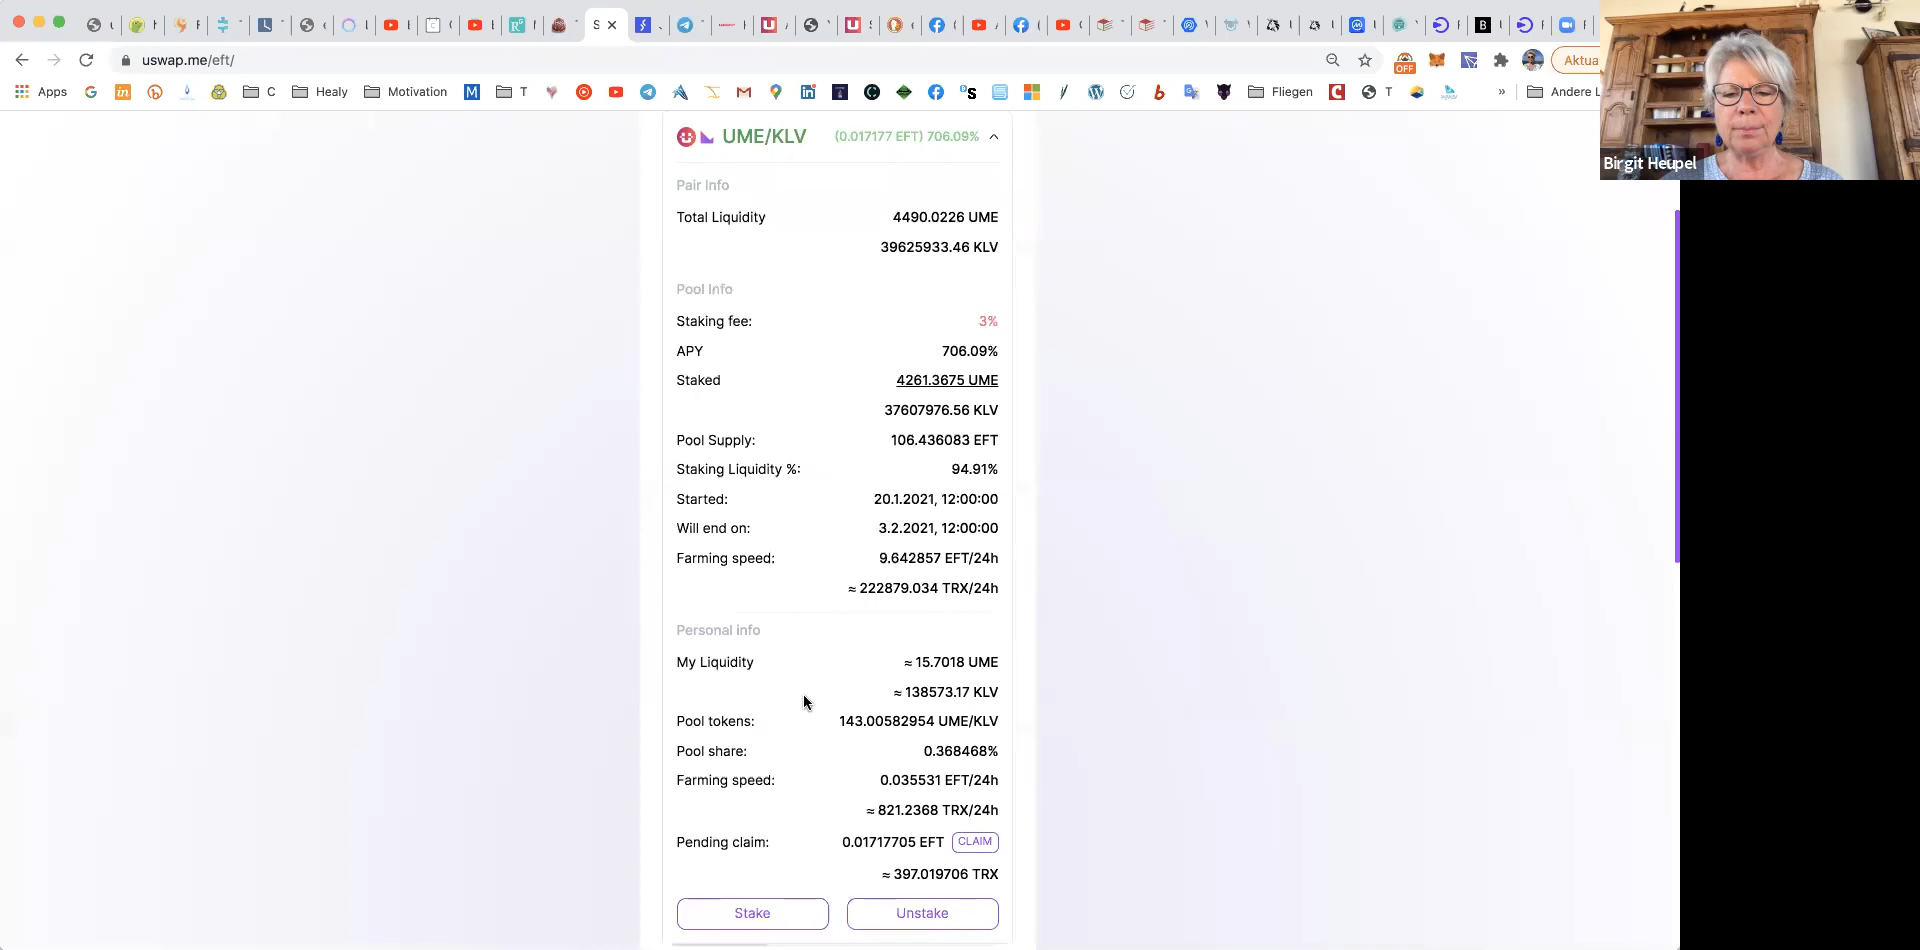 uswap.me/eft/
OFF
Aktua
Apps
C
Healy
Motivation
T
Fliegen
T
»
Andere L
Birgit Heupel
UME/KLV (0.017177 EFT) 706.09%
Pair Info
Total Liquidity 4490.0226 UME
39625933.46 KLV
Pool Info
Staking fee: 3%
APY 706.09%
Staked 4261.3675 UME
37607976.56 KLV
Pool Supply: 106.436083 EFT
Staking Liquidity %: 94.91%
Started: 20.1.2021, 12:00:00
Will end on: 3.2.2021, 12:00:00
Farming speed: 9.642857 EFT/24h
≈ 222879.034 TRX/24h
Personal info
My Liquidity ≈ 15.7018 UME
≈ 138573.17 KLV
Pool tokens: 143.00582954 UME/KLV
Pool share: 0.368468%
Farming speed: 0.035531 EFT/24h
≈ 821.2368 TRX/24h
Pending claim: 0.01717705 EFT CLAIM
≈ 397.019706 TRX
Stake Unstake